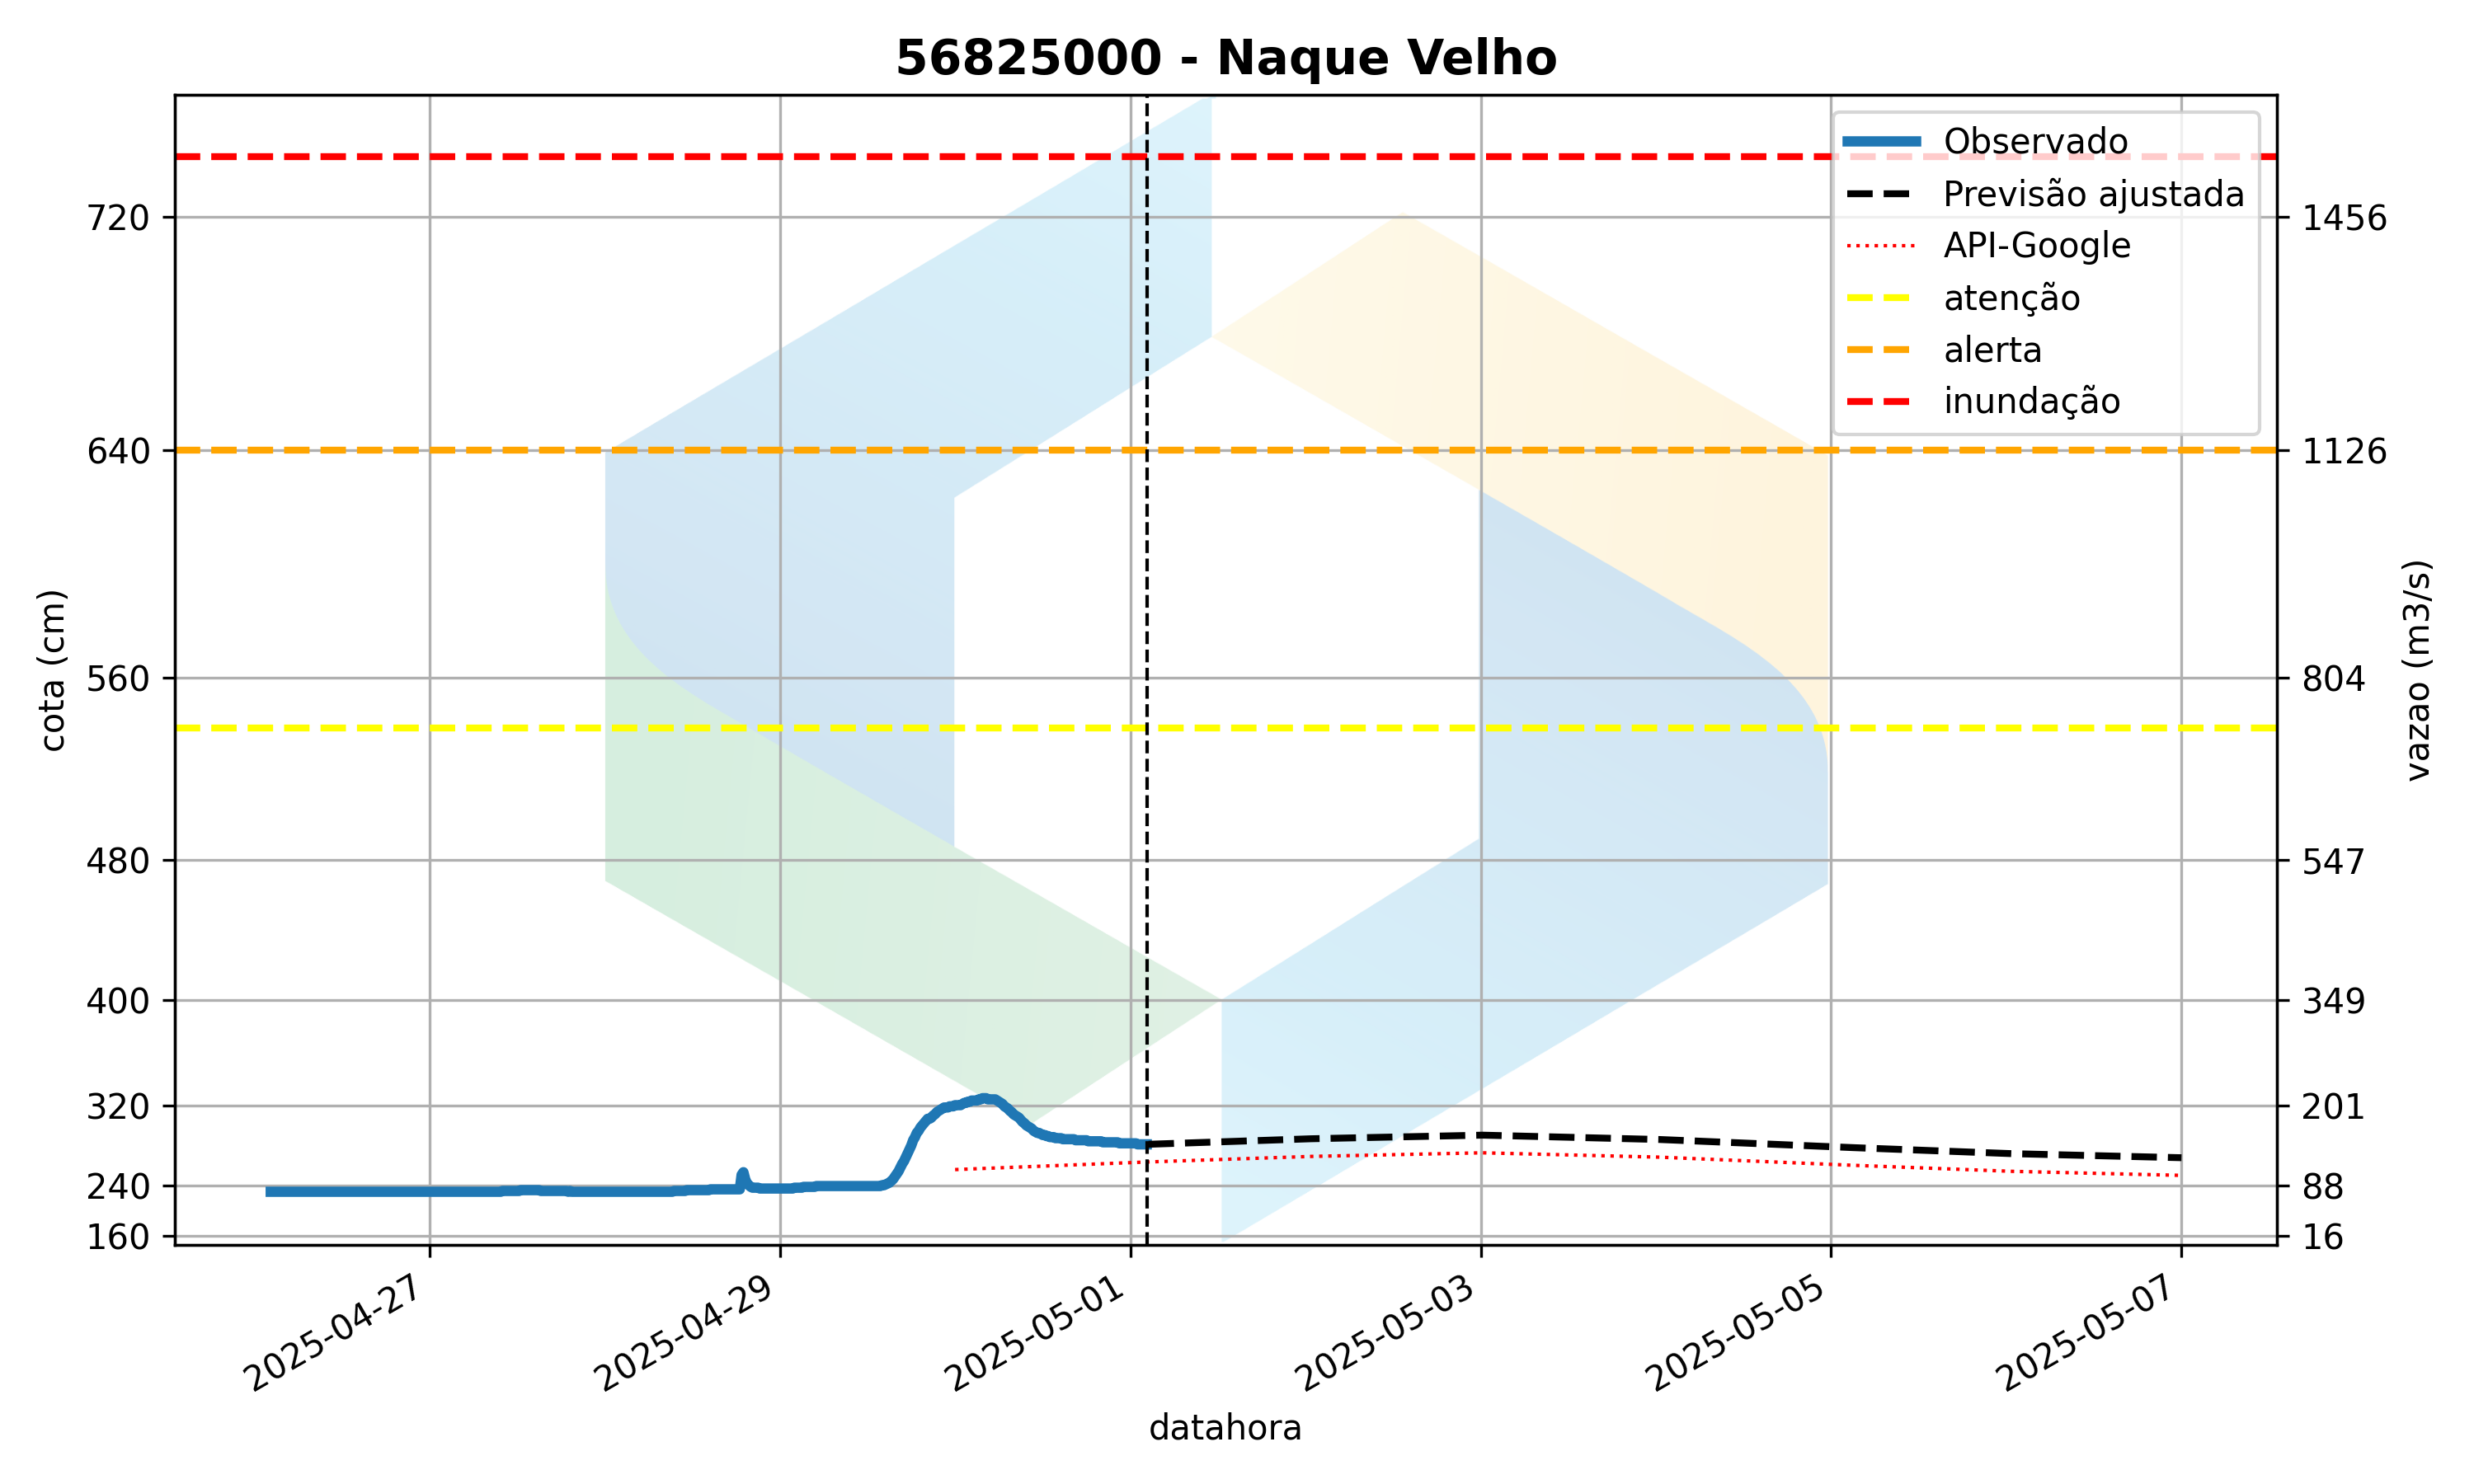 56825000 - Naque Velho
Observado
Previsão ajustada
API-Google
atenção
alerta
inundação
cota (cm)
720
640
560
480
400
320
240
160
vazao (m3/s)
1456
1126
804
547
349
201
88
16
2025-04-27
2025-04-29
2025-05-01
2025-05-03
2025-05-05
2025-05-07
datahora